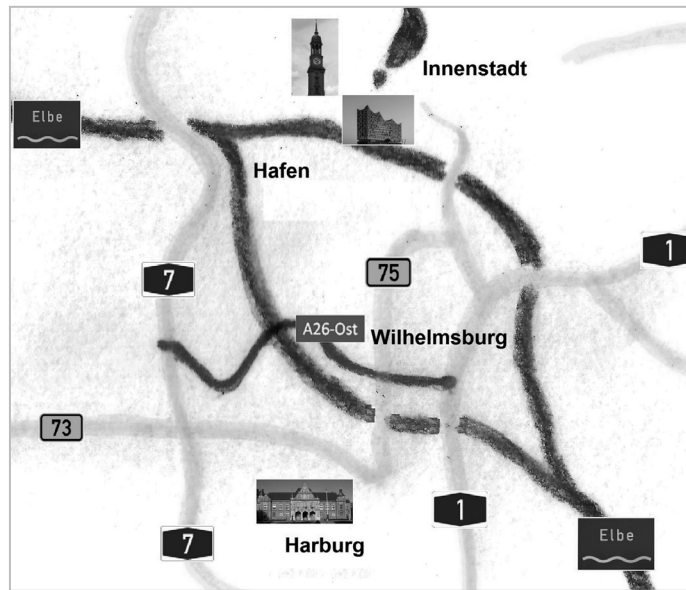 Innenstadt
Elbe
Hafen
7
75
1
A26-Ost
Wilhelmsburg
73
7
1
Harburg
Elbe